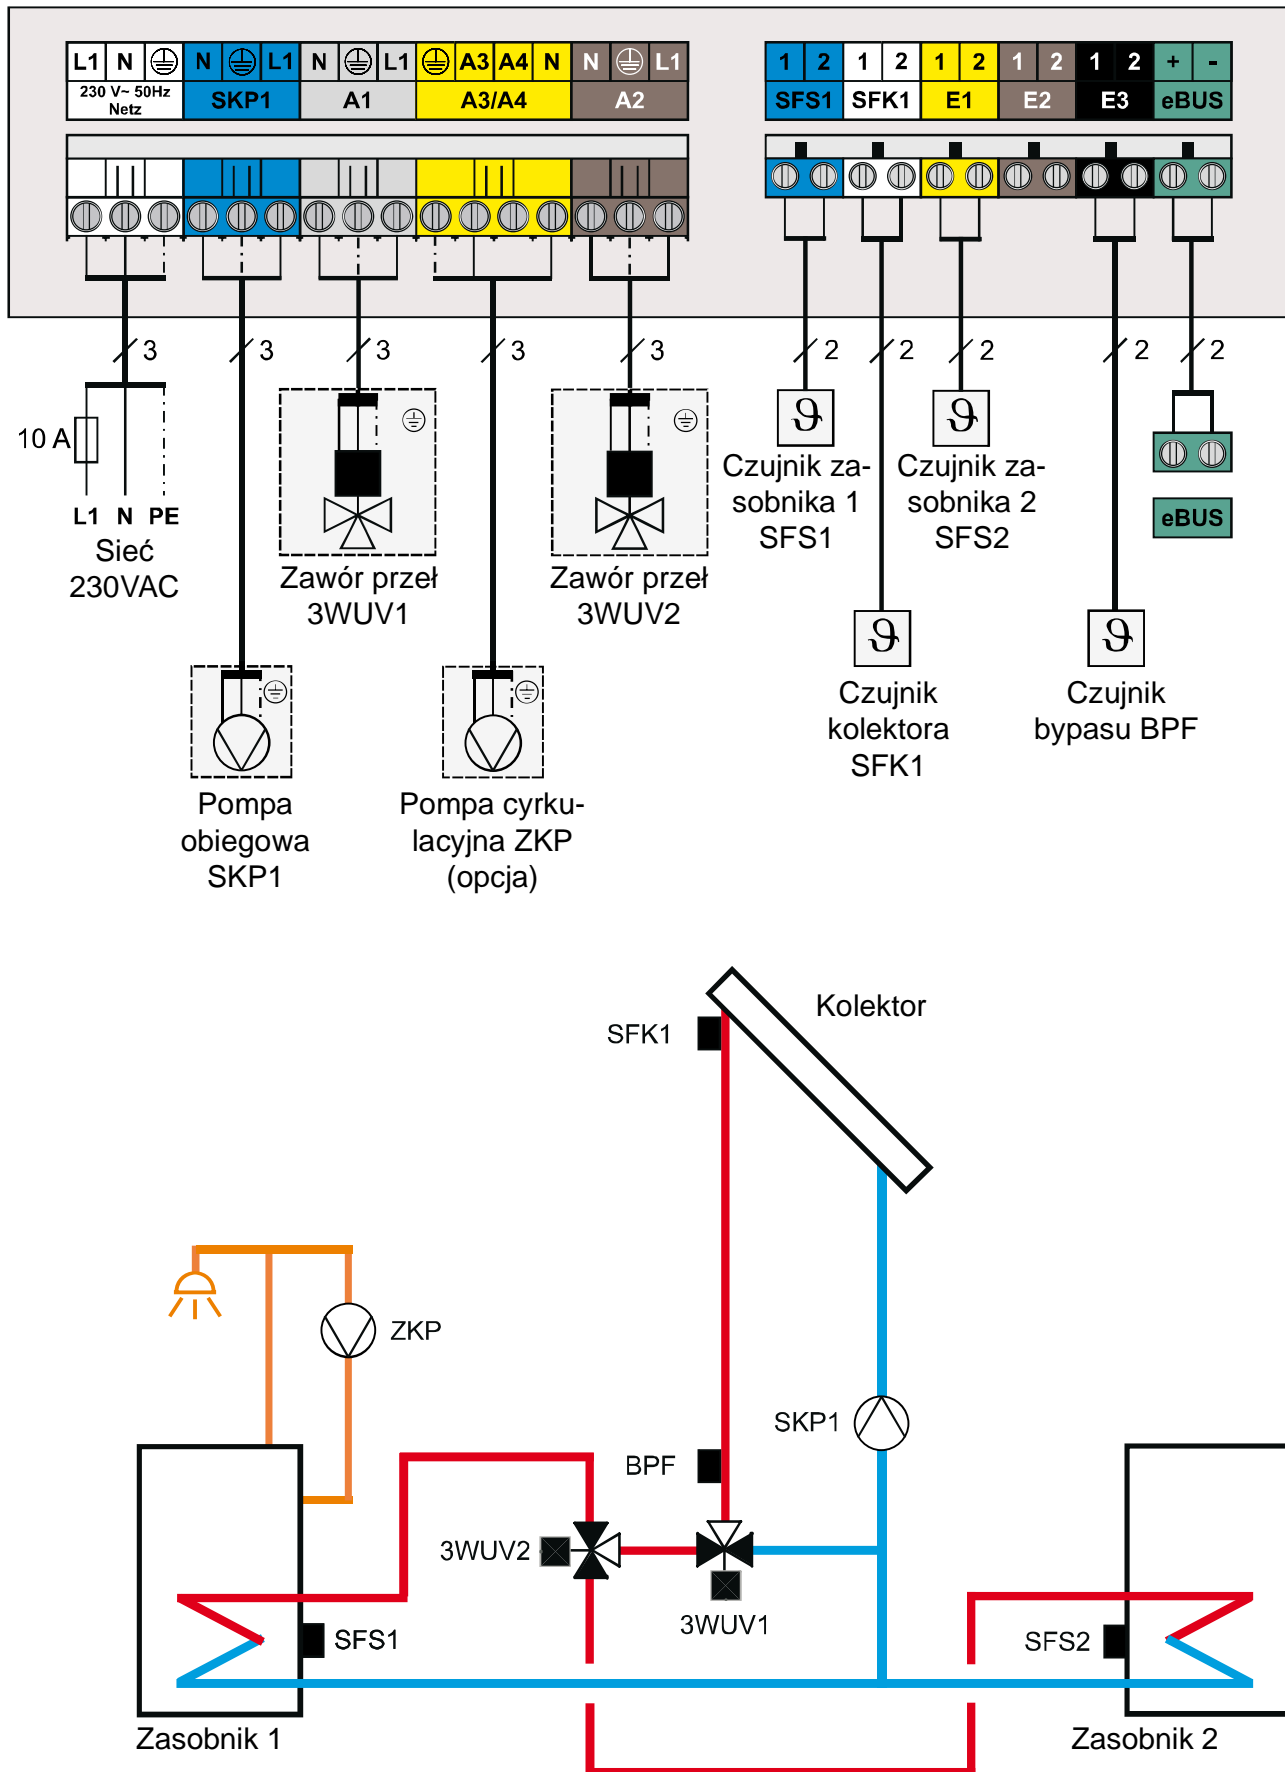 L1 N N L1 N L1 A3 A4 N N L1
230 V~ 50Hz
Netz
SKP1 A1 A3/A4 A2
1 2 1 2 1 2 1 2 1 2 + -
SFS1 SFK1 E1 E2 E3 eBUS
3 3 3 3 3 2 2 2 2 2
10 A
L1 N PE
Sieć
230VAC
Zawór przeł
3WUV1
Zawór przeł
3WUV2
ϑ
Czujnik za-
sobnika 1
SFS1
ϑ
Czujnik za-
sobnika 2
SFS2
eBUS
ϑ
Czujnik
kolektora
SFK1
ϑ
Czujnik
bypasu BPF
Pompa
obiegowa
SKP1
Pompa cyrku-
lacyjna ZKP
(opcja)
Kolektor
SFK1
ZKP
SKP1
BPF
3WUV2
3WUV1
SFS1
SFS2
Zasobnik 1
Zasobnik 2